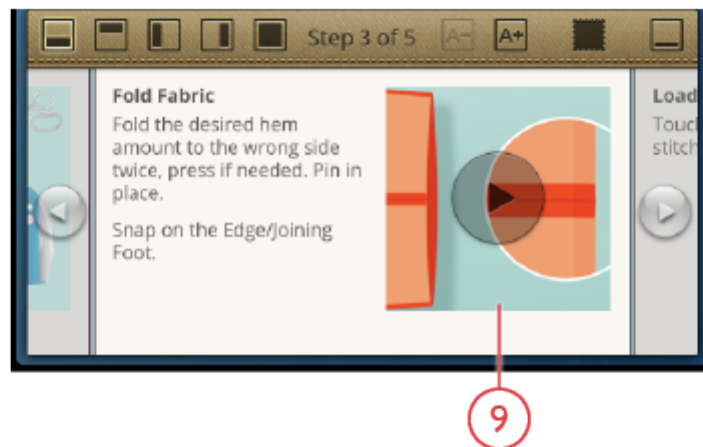 Step 3 of 5 A- A+
Fold Fabric
Fold the desired hem
amount to the wrong side
twice, press if needed. Pin in
place.
Snap on the Edge/Joining
Foot.
Load
Touc
stitch
9